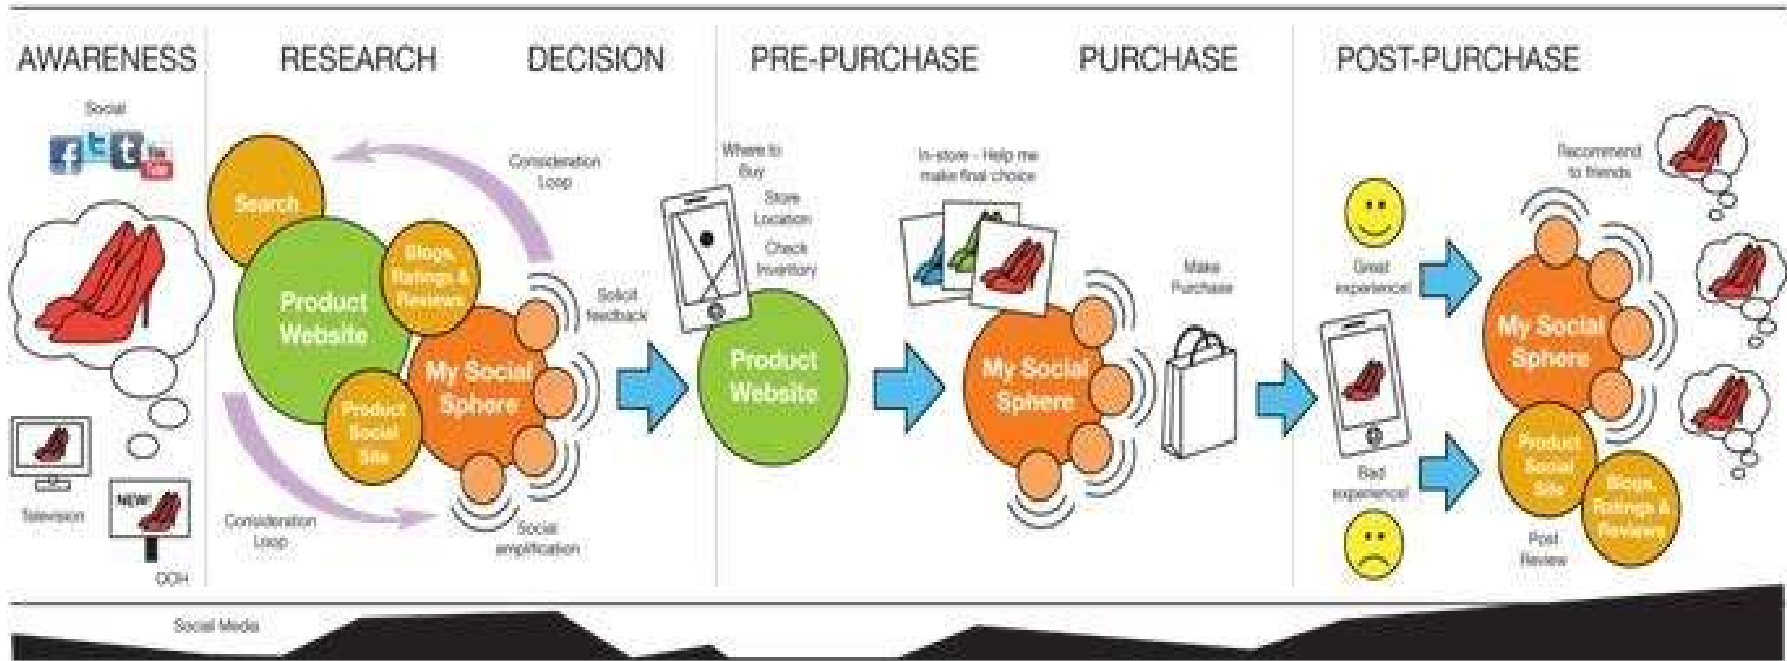 AWARENESS
RESEARCH
DECISION
PRE-PURCHASE
PURCHASE
POST-PURCHASE
Social
f
t
t
You
Tube
Television
NEW!
OOH
Search
Product
Website
Blogs,
Ratings &
Reviews
Product
Social
Site
My Social
Sphere
Consideration
Loop
Solicit
feedback
Consideration
Loop
Social
amplification
Where to
Buy
Store
Location
Check
Inventory
Product
Website
In-store - Help me
make final choice
My Social
Sphere
Make
Purchase
Great
experience!
Bad
experience!
Recommend
to friends
My Social
Sphere
Product
Social
Site
Blogs,
Ratings &
Reviews
Post
Review
Social Media